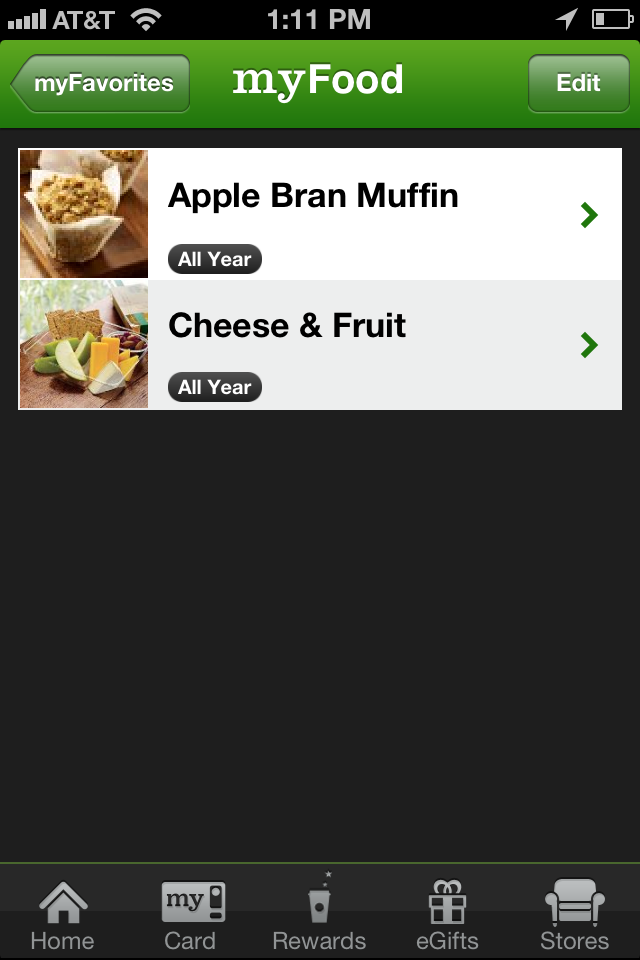 AT&T 1:11 PM
myFavorites myFood Edit
Apple Bran Muffin
All Year
Cheese & Fruit
All Year
my
Home Card Rewards eGifts Stores